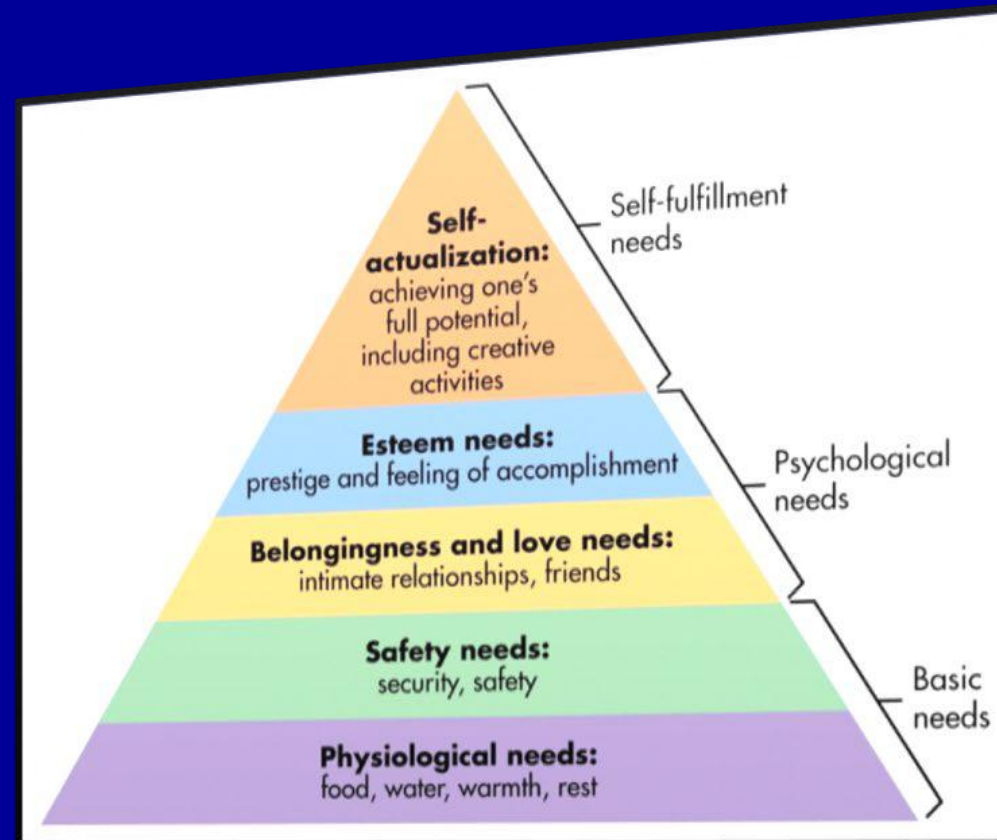 Self-
actualization:
achieving one's
full potential,
including creative
activities
Self-fulfillment
needs
Esteem needs:
prestige and feeling of accomplishment
Psychological
needs
Belongingness and love needs:
intimate relationships, friends
Safety needs:
security, safety
Basic
needs
Physiological needs:
food, water, warmth, rest